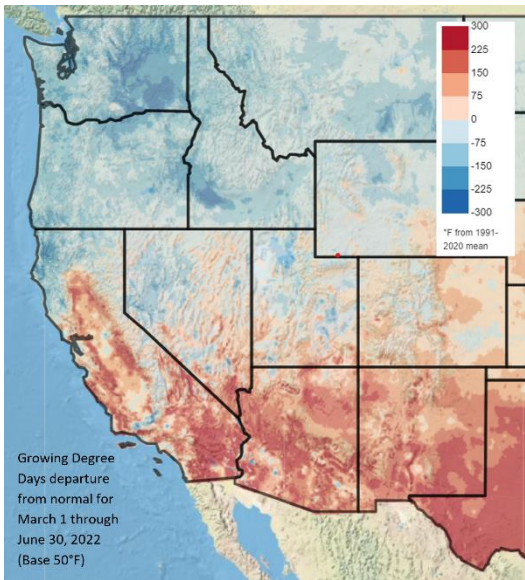 300
225
150
75
0
-75
-150
-225
-300
°F from 1991-
2020 mean
Growing Degree
Days departure
from normal for
March 1 through
June 30, 2022
(Base 50°F)